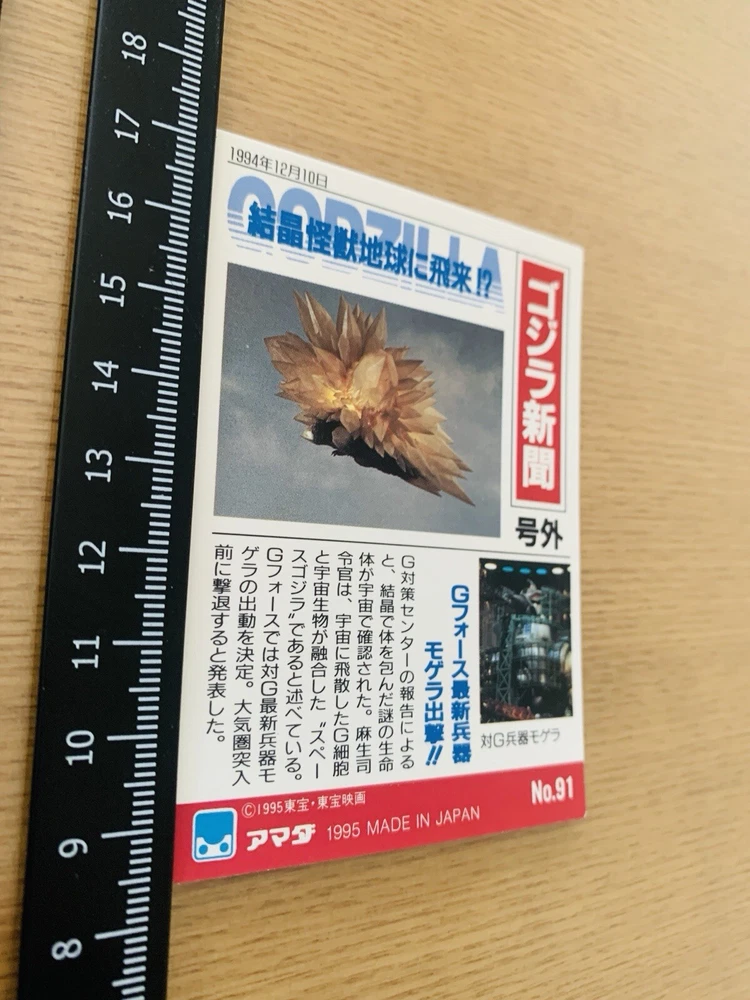 18
17
16
15
14
13
12
11
10
9
8
1994年12月10日
GODZILLA
結晶怪獣地球に飛来!?
ゴジラ新聞
号外
Gフォース最新兵器
モゲラ出撃!!
対G兵器モゲラ
G対策センターの報告による
と、結晶で体を包んだ謎の生命
体が宇宙で確認された。麻生司
令官は、宇宙に飛散したG細胞
と宇宙生物が融合した〝スペー
スゴジラ〟であると述べている。
Gフォースでは対G最新兵器モ
ゲラの出動を決定。大気圏突入
前に撃退すると発表した。
©1995東宝・東宝映画
アマダ 1995 MADE IN JAPAN
No.91